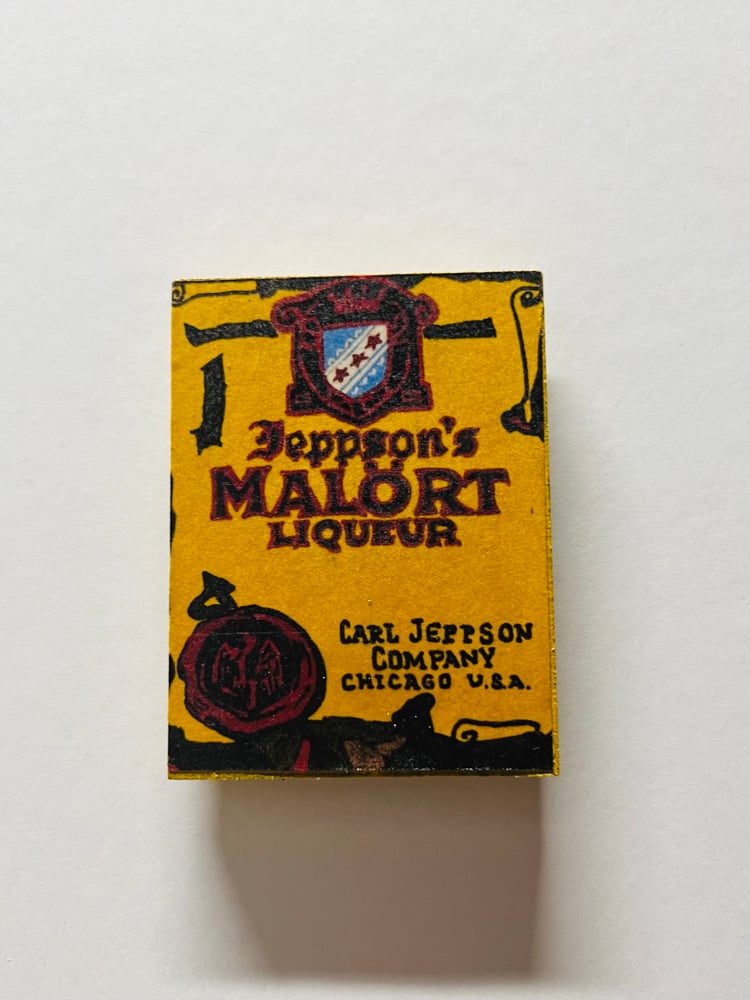 Jeppson's
MALÖRT
LIQUEUR
CARL JEPPSON
COMPANY
CHICAGO U.S.A.